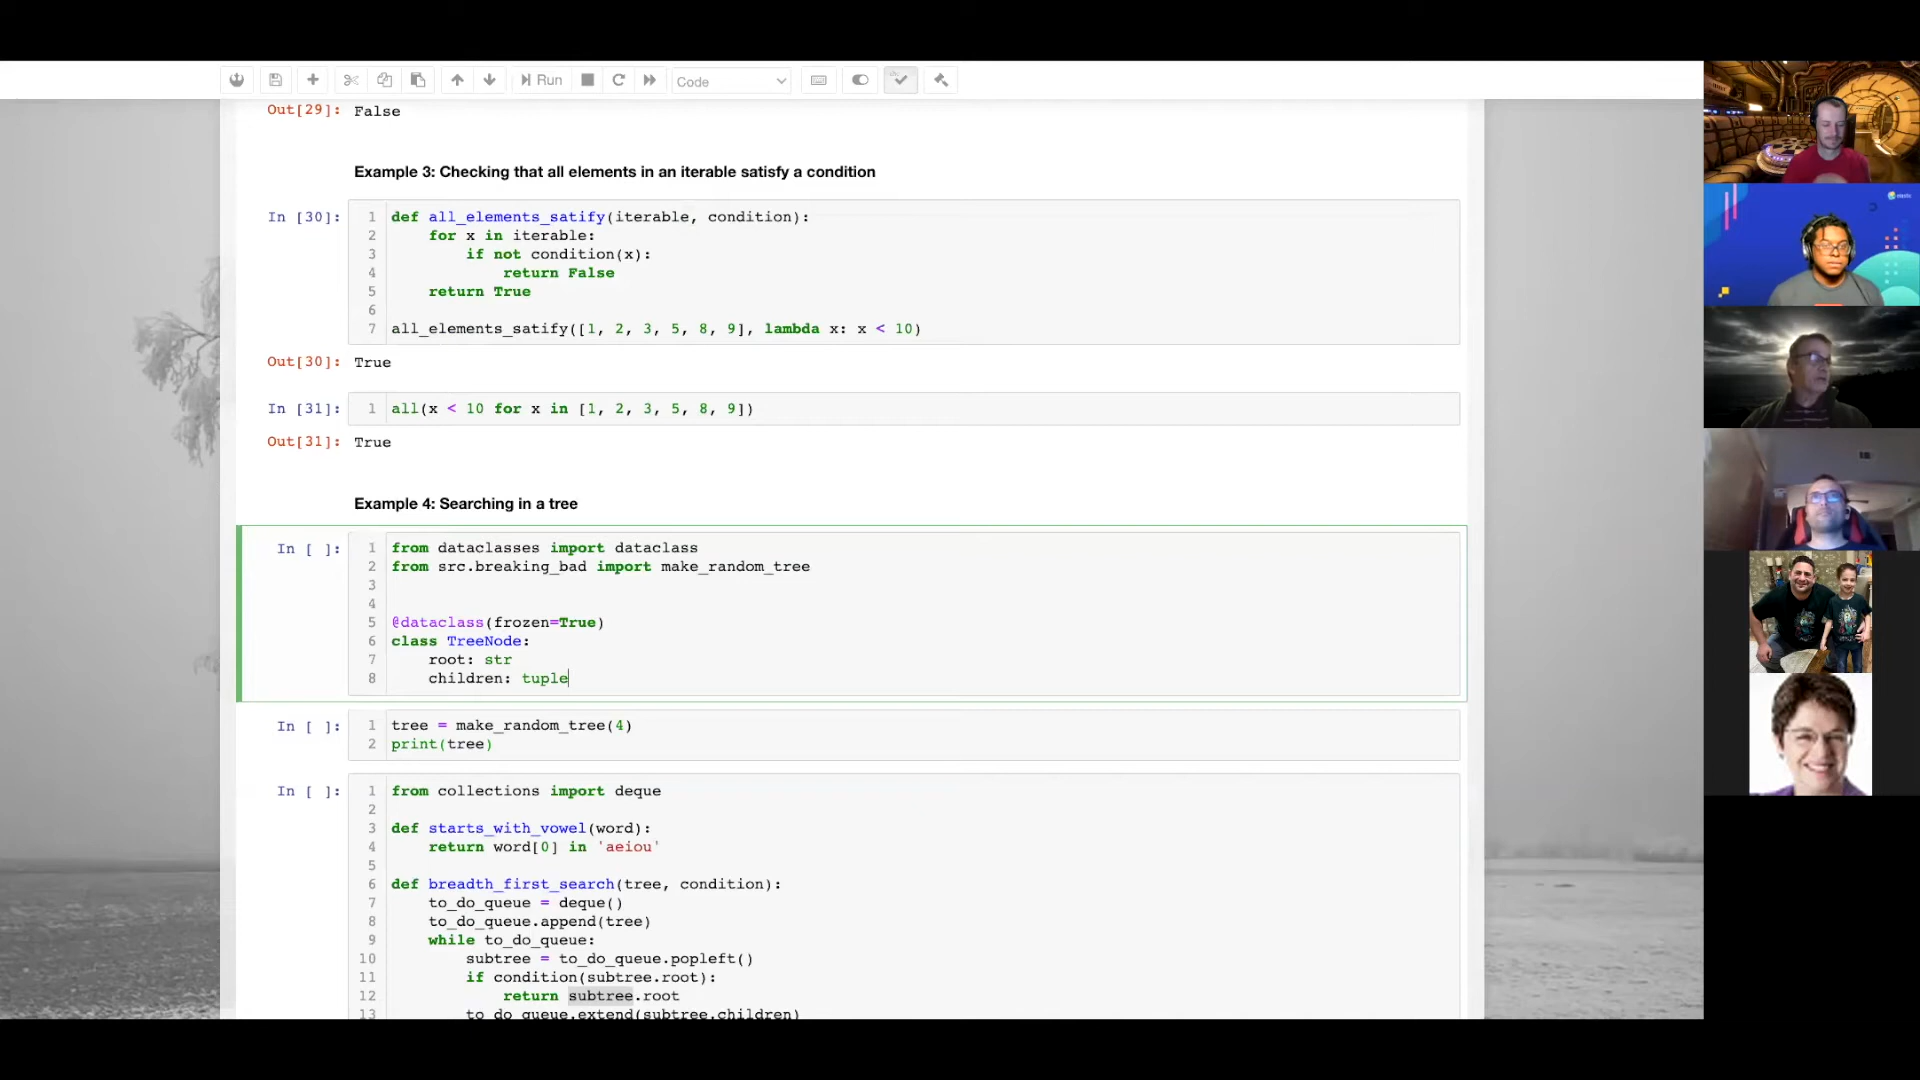 Run
Code
Out[29]: False
Example 3: Checking that all elements in an iterable satisfy a condition
In [30]:
1 def all_elements_satify(iterable, condition):
2 for x in iterable:
3 if not condition(x):
4 return False
5 return True
6
7 all_elements_satify([1, 2, 3, 5, 8, 9], lambda x: x < 10)
Out[30]: True
In [31]: 1 all(x < 10 for x in [1, 2, 3, 5, 8, 9])
Out[31]: True
Example 4: Searching in a tree
In [ ]:
1 from dataclasses import dataclass
2 from src.breaking_bad import make_random_tree
3
4
5 @dataclass(frozen=True)
6 class TreeNode:
7 root: str
8 children: tuple
In [ ]:
1 tree = make_random_tree(4)
2 print(tree)
In [ ]:
1 from collections import deque
2
3 def starts_with_vowel(word):
4 return word[0] in 'aeiou'
5
6 def breadth_first_search(tree, condition):
7 to_do_queue = deque()
8 to_do_queue.append(tree)
9 while to_do_queue:
10 subtree = to_do_queue.popleft()
11 if condition(subtree.root):
12 return subtree.root
13 to_do_queue.extend(subtree.children)